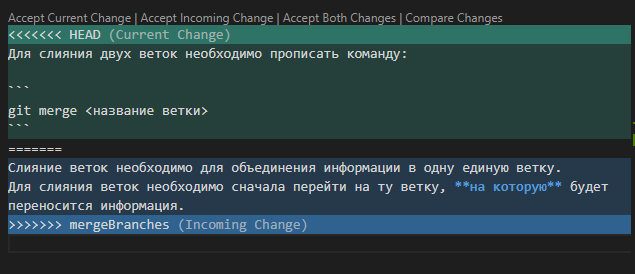 Accept Current Change | Accept Incoming Change | Accept Both Changes | Compare Changes
<<<<<<< HEAD (Current Change)
Для слияния двух веток необходимо прописать команду:
```
git merge <название ветки>
```
=======
Слияние веток необходимо для объединения информации в одну единую ветку.
Для слияния веток необходимо сначала перейти на ту ветку, **на которую** будет
переносится информация.
>>>>>>> mergeBranches (Incoming Change)